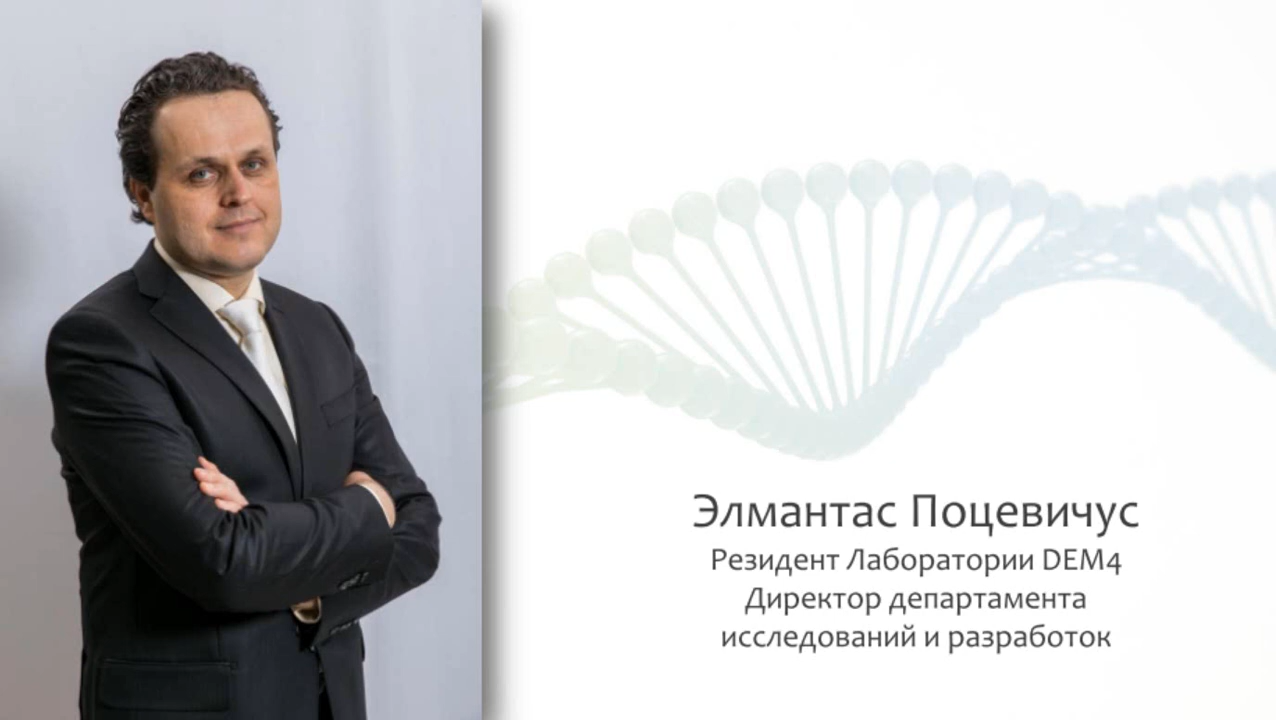 Элмантас Поцевичус
Резидент Лаборатории DEM4
Директор департамента
исследований и разработок